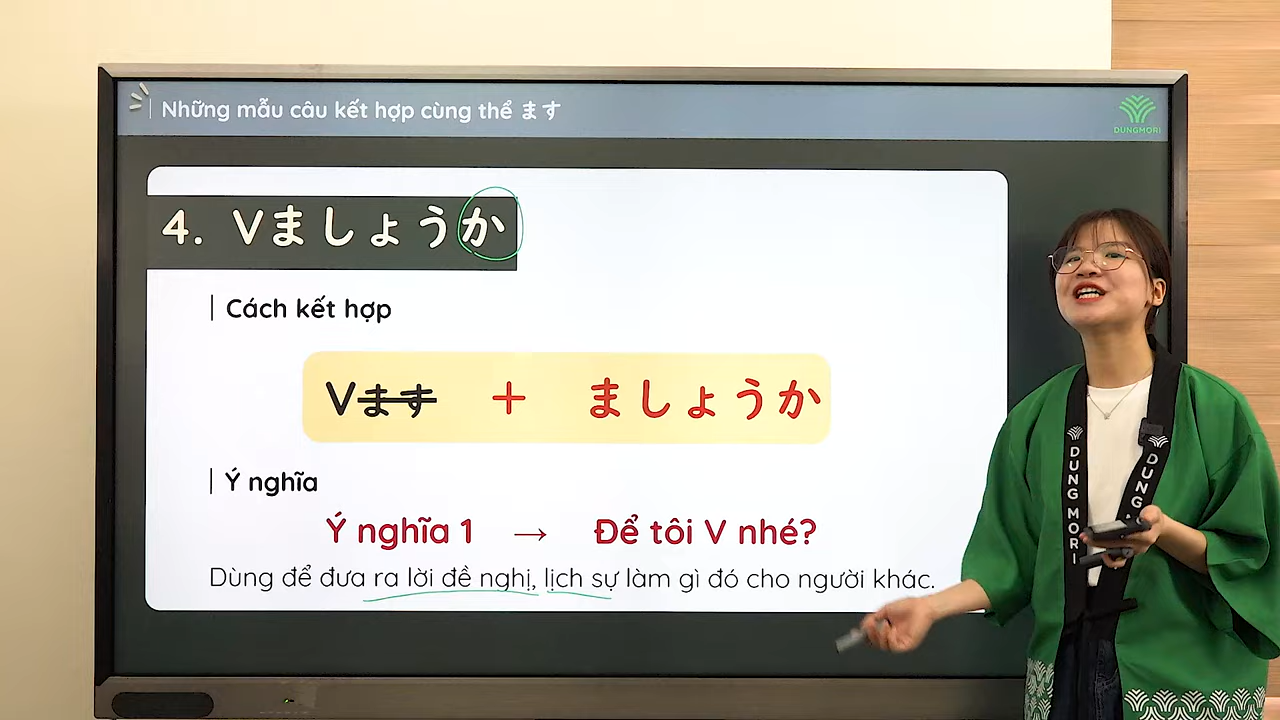 Những mẫu câu kết hợp cùng thể ます
DUNGMORI
4. Vましょうか
Cách kết hợp
Vます + ましょうか
Ý nghĩa
Ý nghĩa 1 → Để tôi V nhé?
Dùng để đưa ra lời đề nghị, lịch sự làm gì đó cho người khác.
DUNG MORI
DUNG